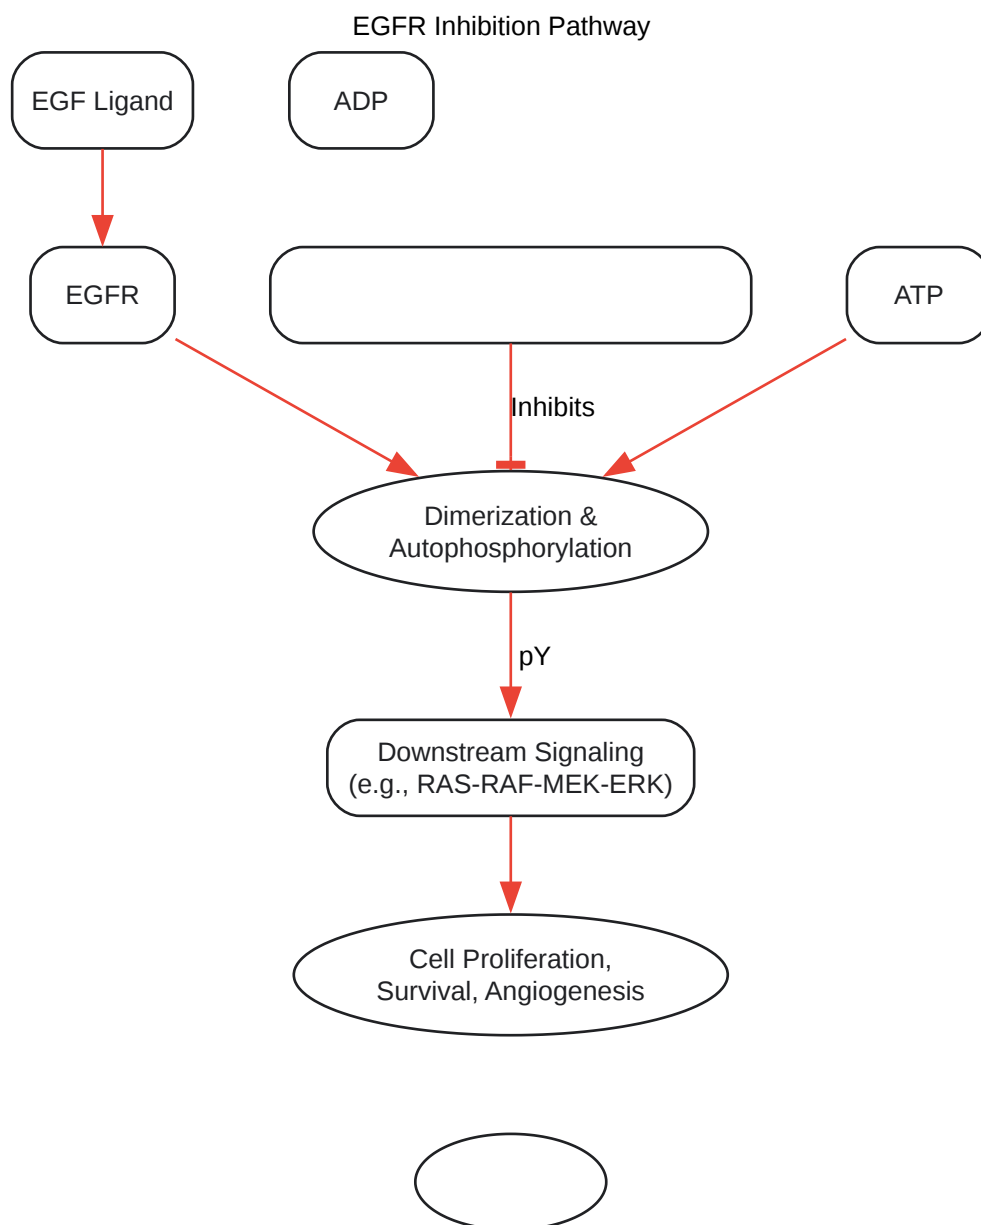 EGFR Inhibition Pathway
EGF Ligand
ADP
EGFR
ATP
Inhibits
Dimerization &
Autophosphorylation
pY
Downstream Signaling
(e.g., RAS-RAF-MEK-ERK)
Cell Proliferation,
Survival, Angiogenesis